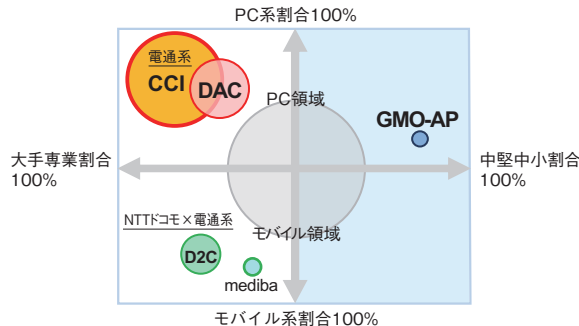 PC系割合100%
電通系
CCI
DAC
PC領域
GMO-AP
大手専業割合
100%
中堅中小割合
100%
NTTドコモ×電通系
モバイル領域
D2C
mediba
モバイル系割合100%